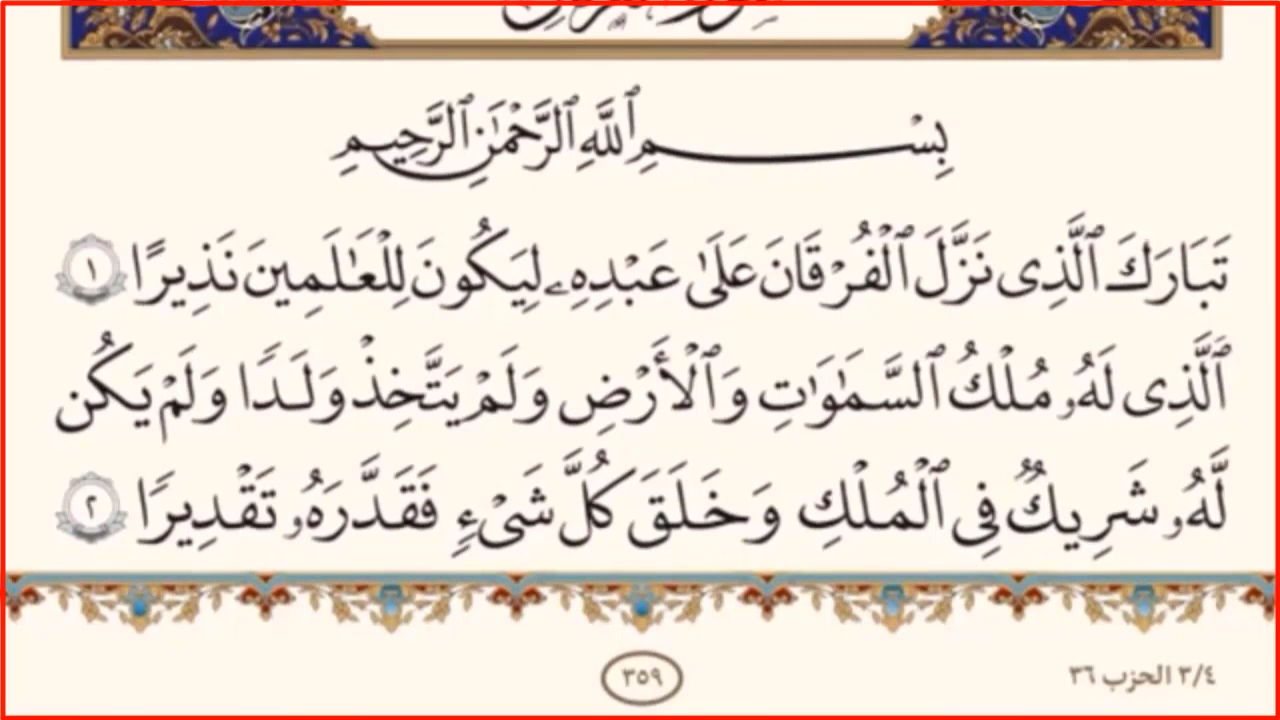 بِسْمِ ٱللَّهِ ٱلرَّحْمَٰنِ ٱلرَّحِيمِ
تَبَارَكَ ٱلَّذِى نَزَّلَ ٱلْفُرْقَانَ عَلَىٰ عَبْدِهِۦ لِيَكُونَ لِلْعَٰلَمِينَ نَذِيرًا ١
ٱلَّذِى لَهُۥ مُلْكُ ٱلسَّمَٰوَٰتِ وَٱلْأَرْضِ وَلَمْ يَتَّخِذْ وَلَدًا وَلَمْ يَكُن
لَّهُۥ شَرِيكٌ فِى ٱلْمُلْكِ وَخَلَقَ كُلَّ شَىْءٍ فَقَدَّرَهُۥ تَقْدِيرًا ٢
٣/٤ الحزب ٣٦
٣٥٩